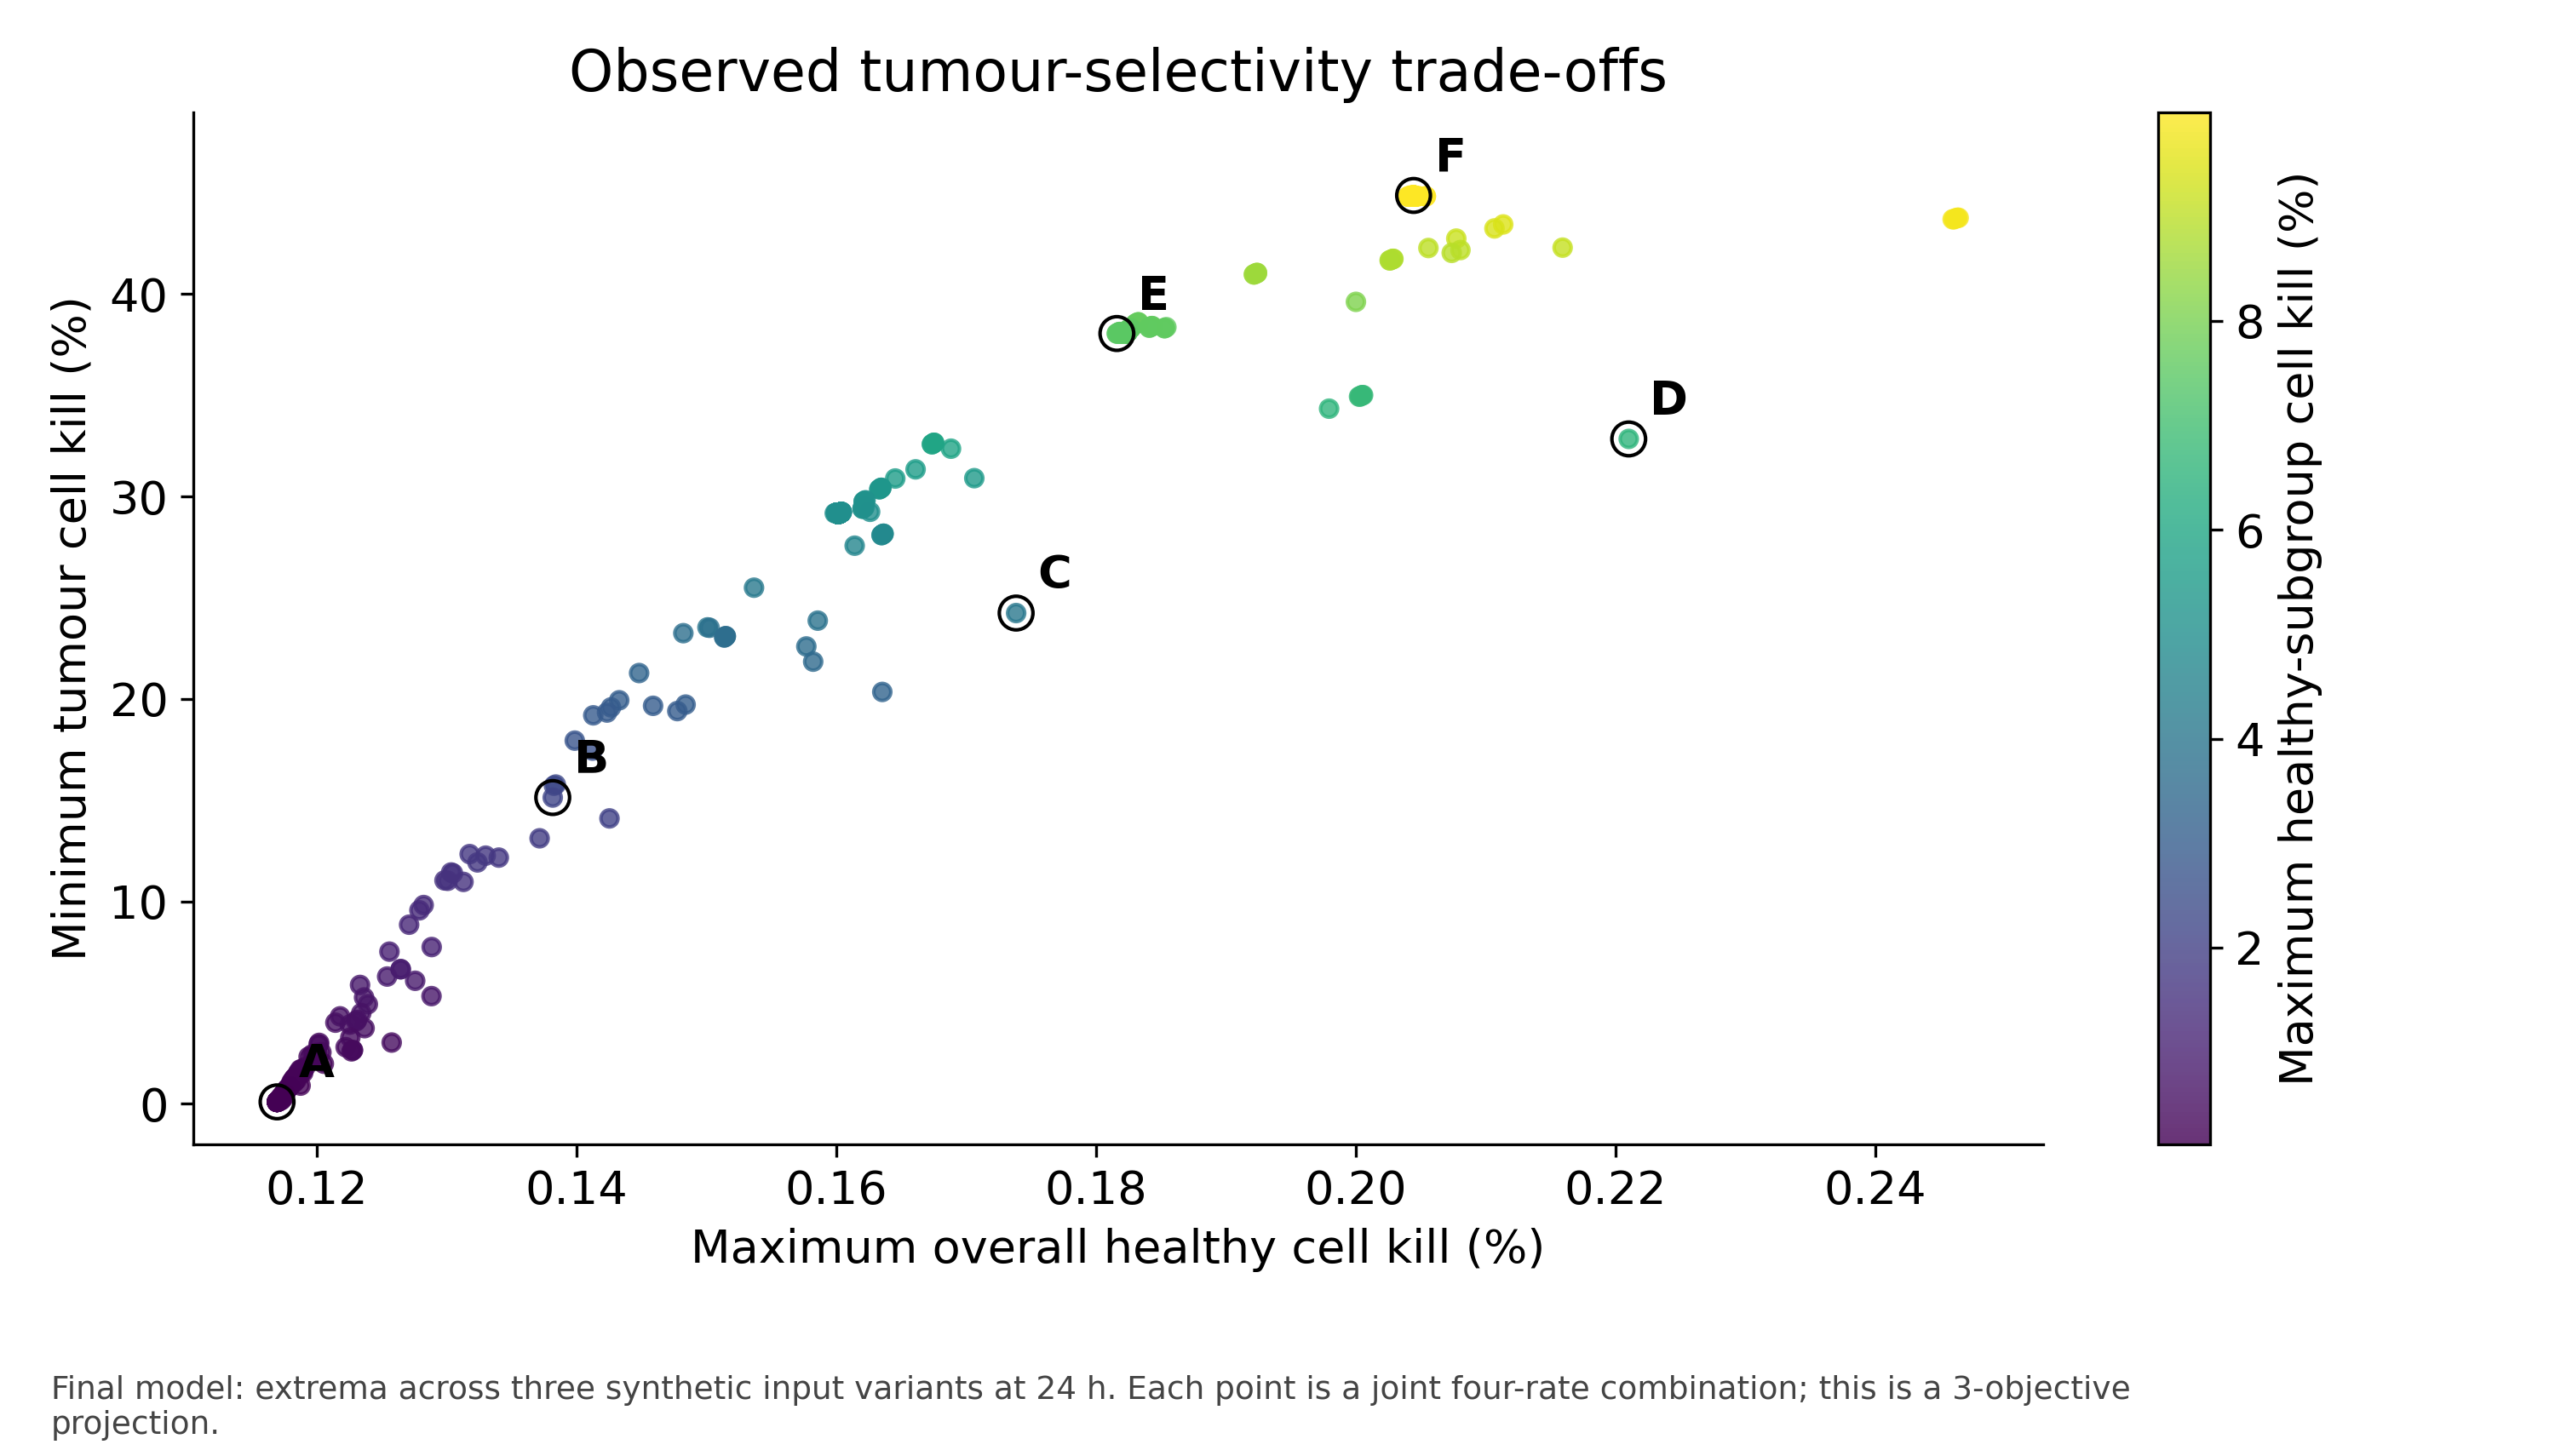 Observed tumour-selectivity trade-offs
F
E
D
C
B
A
40
30
20
10
0
Minimum tumour cell kill (%)
0.12
0.14
0.16
0.18
0.20
0.22
0.24
Maximum overall healthy cell kill (%)
8
6
4
2
Maximum healthy-subgroup cell kill (%)
Final model: extrema across three synthetic input variants at 24 h. Each point is a joint four-rate combination; this is a 3-objective
projection.